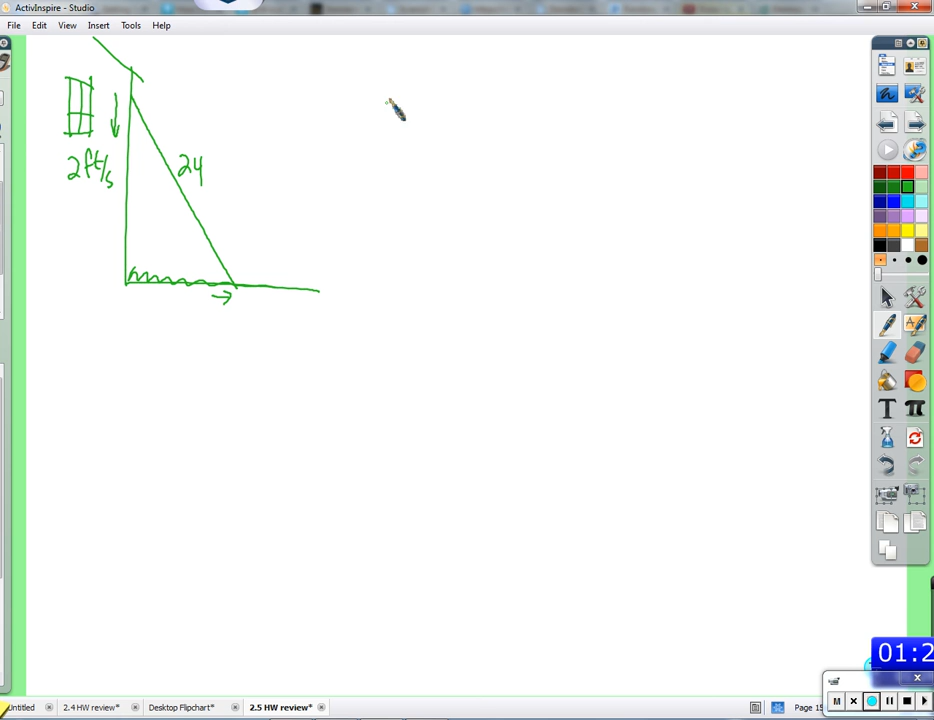 ActivInspire - Studio
File Edit View Insert Tools Help
2ft/s
24
01:2
ntitled 2.4 HW review* Desktop Flipchart* 2.5 HW review* Page 15
M